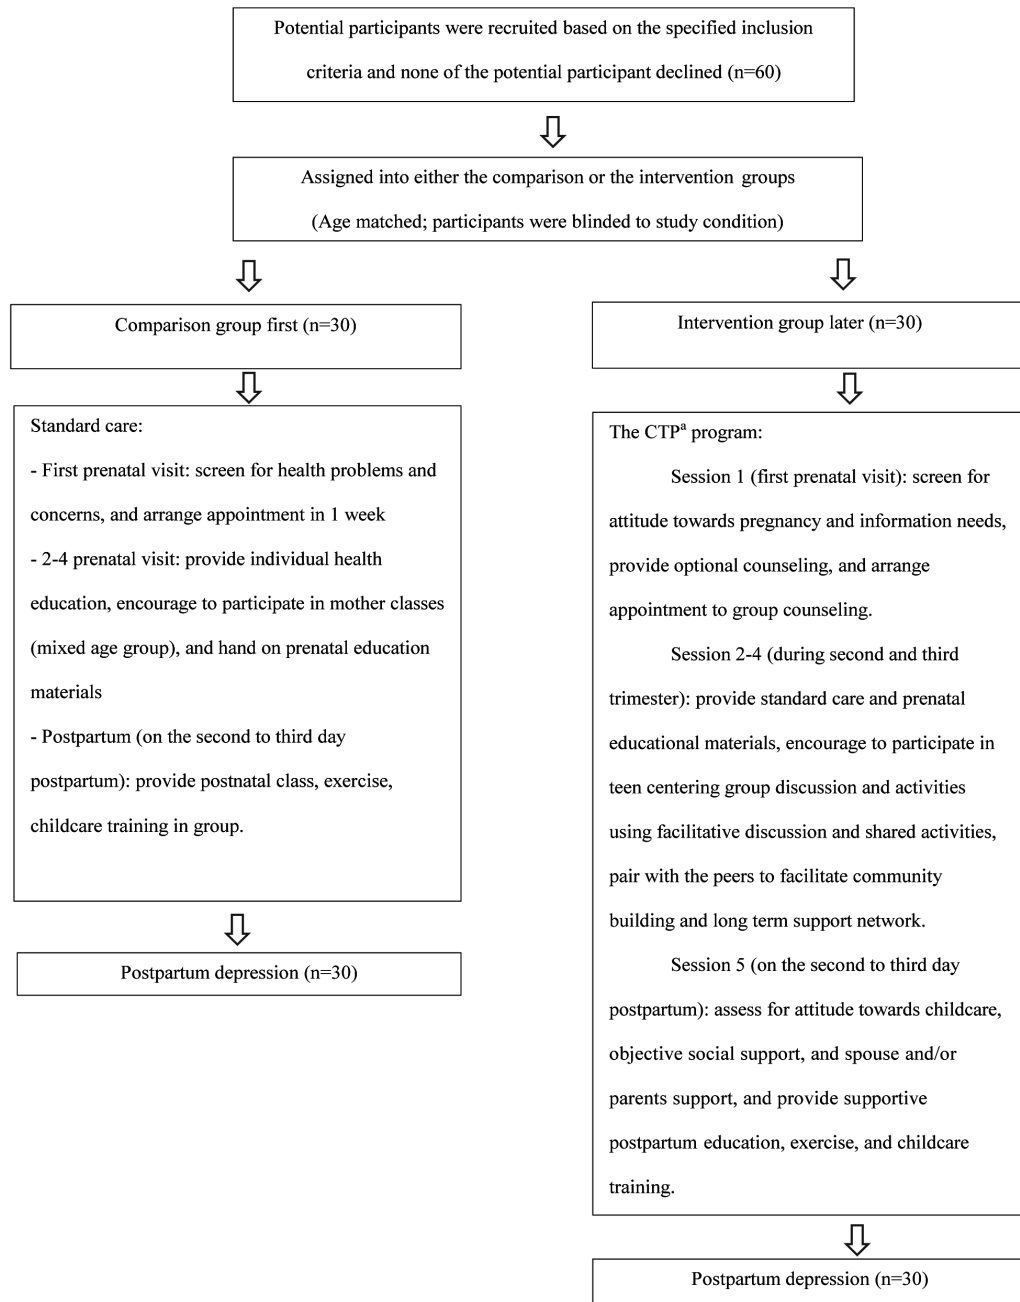 Potential participants were recruited based on the specified inclusion
criteria and none of the potential participant declined (n=60)
Assigned into either the comparison or the intervention groups
(Age matched; participants were blinded to study condition)
Comparison group first (n=30)
Standard care:
- First prenatal visit: screen for health problems and
concerns, and arrange appointment in 1 week
- 2-4 prenatal visit: provide individual health
education, encourage to participate in mother classes
(mixed age group), and hand on prenatal education
materials
- Postpartum (on the second to third day
postpartum): provide postnatal class, exercise,
childcare training in group.
Postpartum depression (n=30)
Intervention group later (n=30)
The CTPᵃ program:
Session 1 (first prenatal visit): screen for
attitude towards pregnancy and information needs,
provide optional counseling, and arrange
appointment to group counseling.
Session 2-4 (during second and third
trimester): provide standard care and prenatal
educational materials, encourage to participate in
teen centering group discussion and activities
using facilitative discussion and shared activities,
pair with the peers to facilitate community
building and long term support network.
Session 5 (on the second to third day
postpartum): assess for attitude towards childcare,
objective social support, and spouse and/or
parents support, and provide supportive
postpartum education, exercise, and childcare
training.
Postpartum depression (n=30)